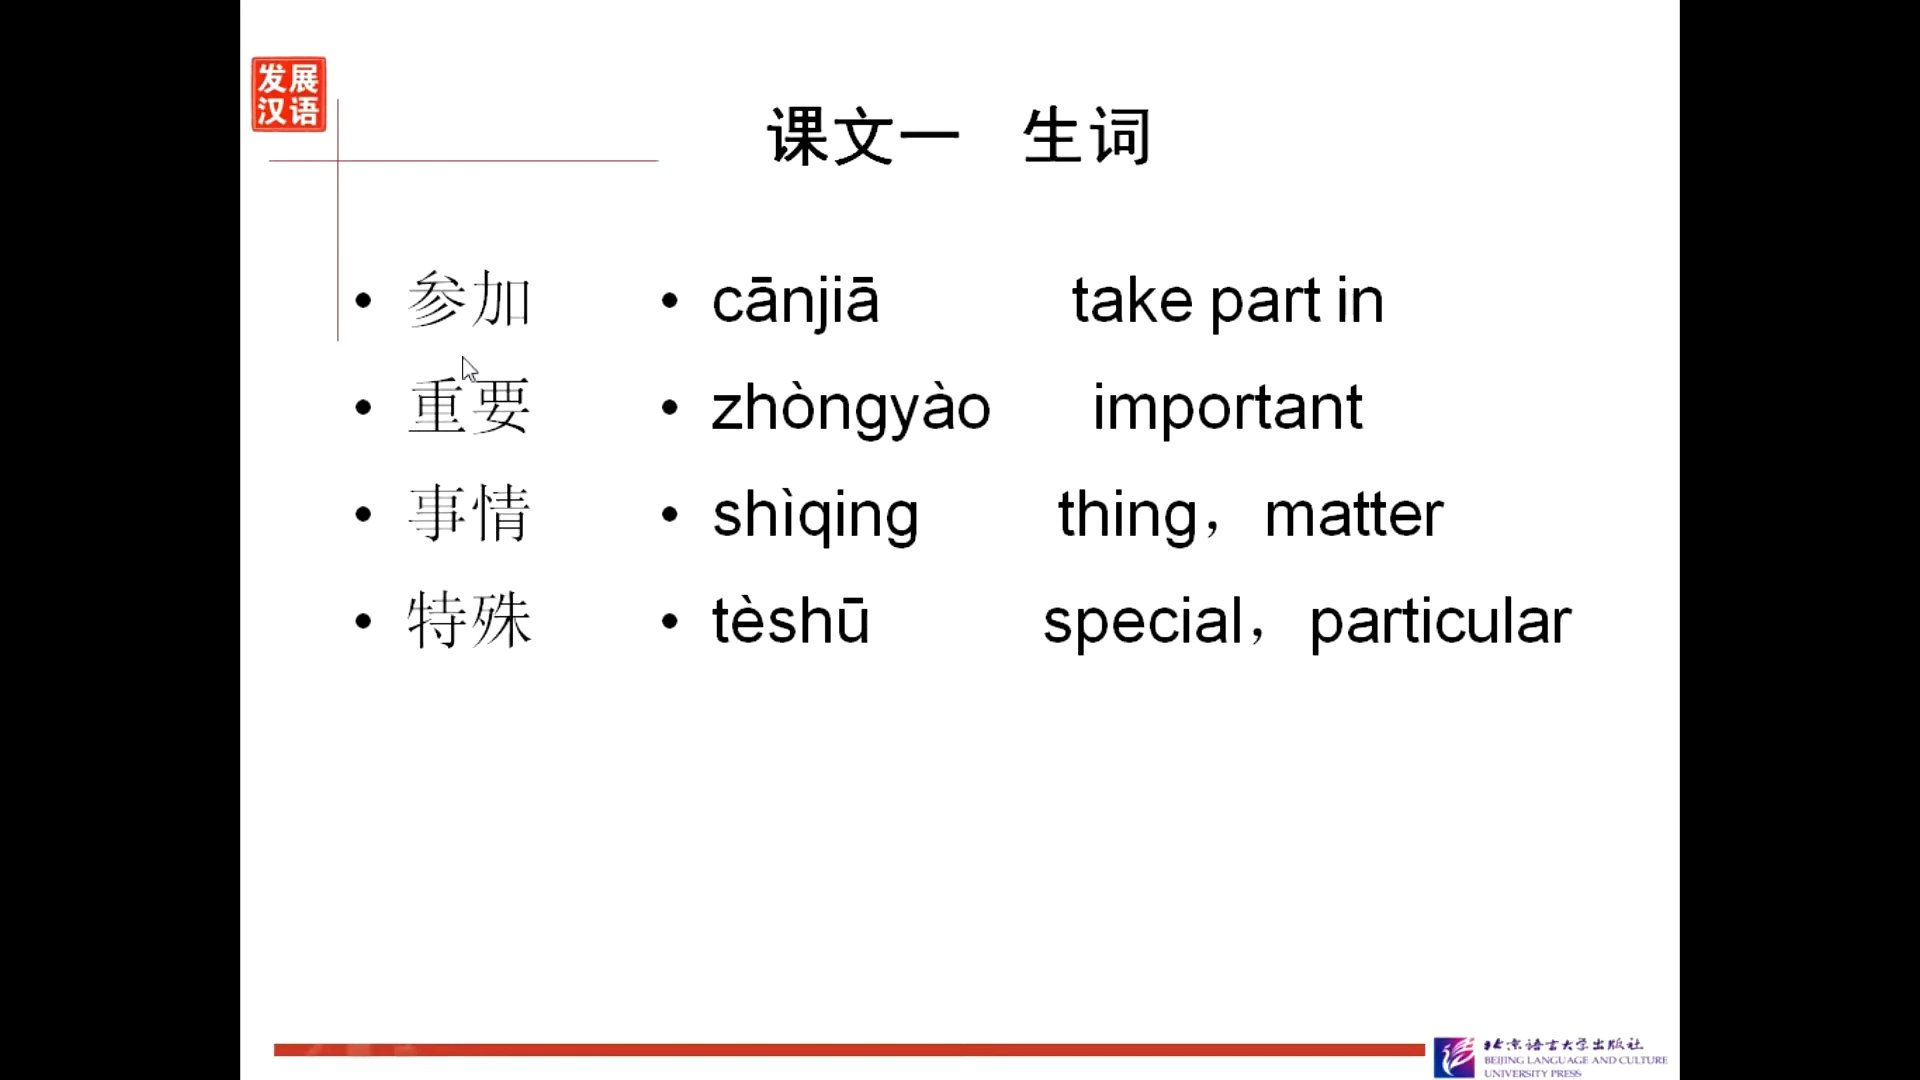 发展
汉语
课文一 生词
• 参加 • cānjiā take part in
• 重要 • zhòngyào important
• 事情 • shìqing thing，matter
• 特殊 • tèshū special，particular
北京语言大学出版社
BEIJING LANGUAGE AND CULTURE
UNIVERSITY PRESS